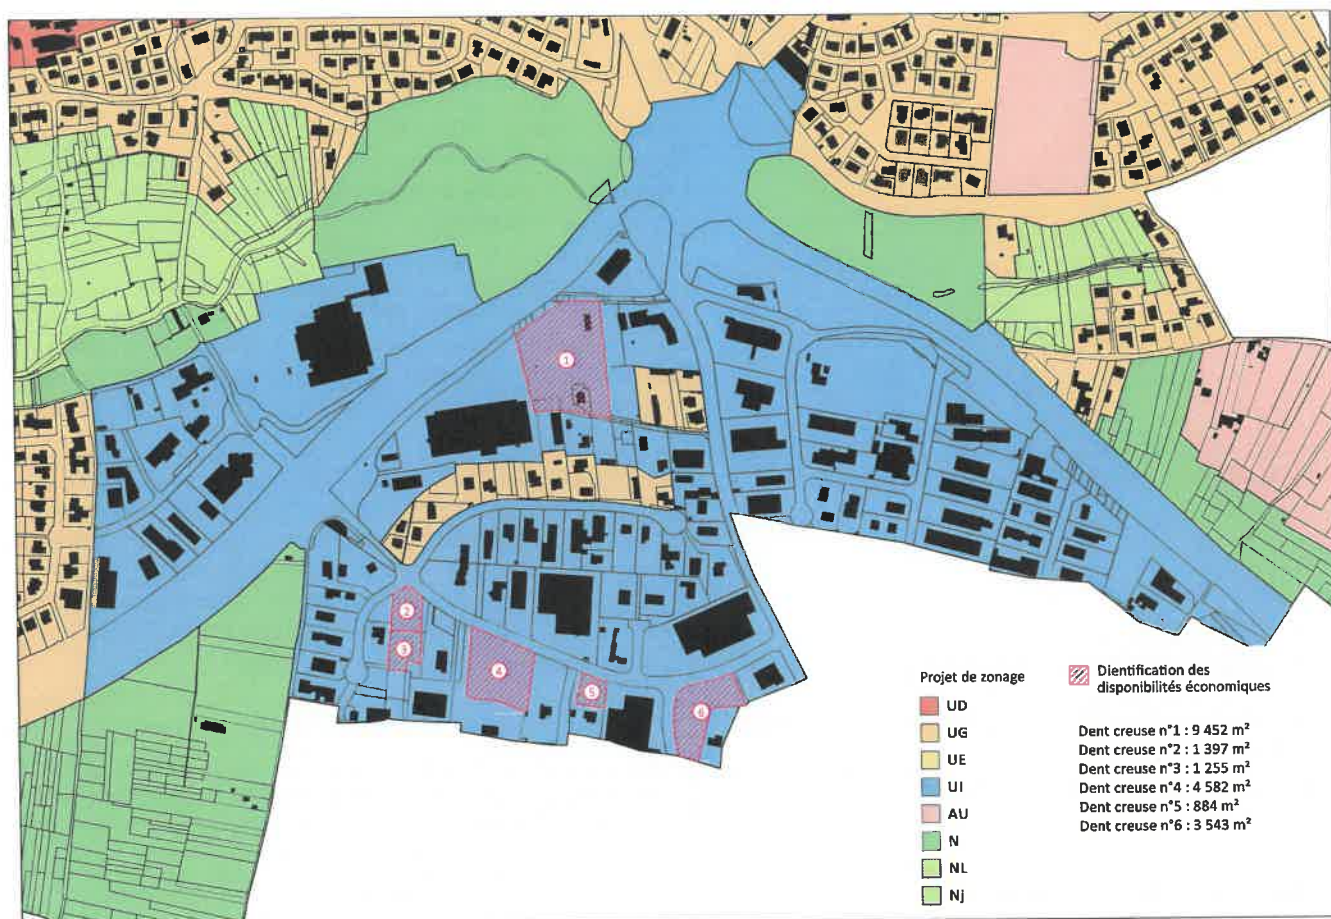 1
2
3
4
5
6
Projet de zonage
UD
UG
UE
UI
AU
N
NL
Nj
Dientification des
disponibilités économiques
Dent creuse n°1 : 9 452 m²
Dent creuse n°2 : 1 397 m²
Dent creuse n°3 : 1 255 m²
Dent creuse n°4 : 4 582 m²
Dent creuse n°5 : 884 m²
Dent creuse n°6 : 3 543 m²